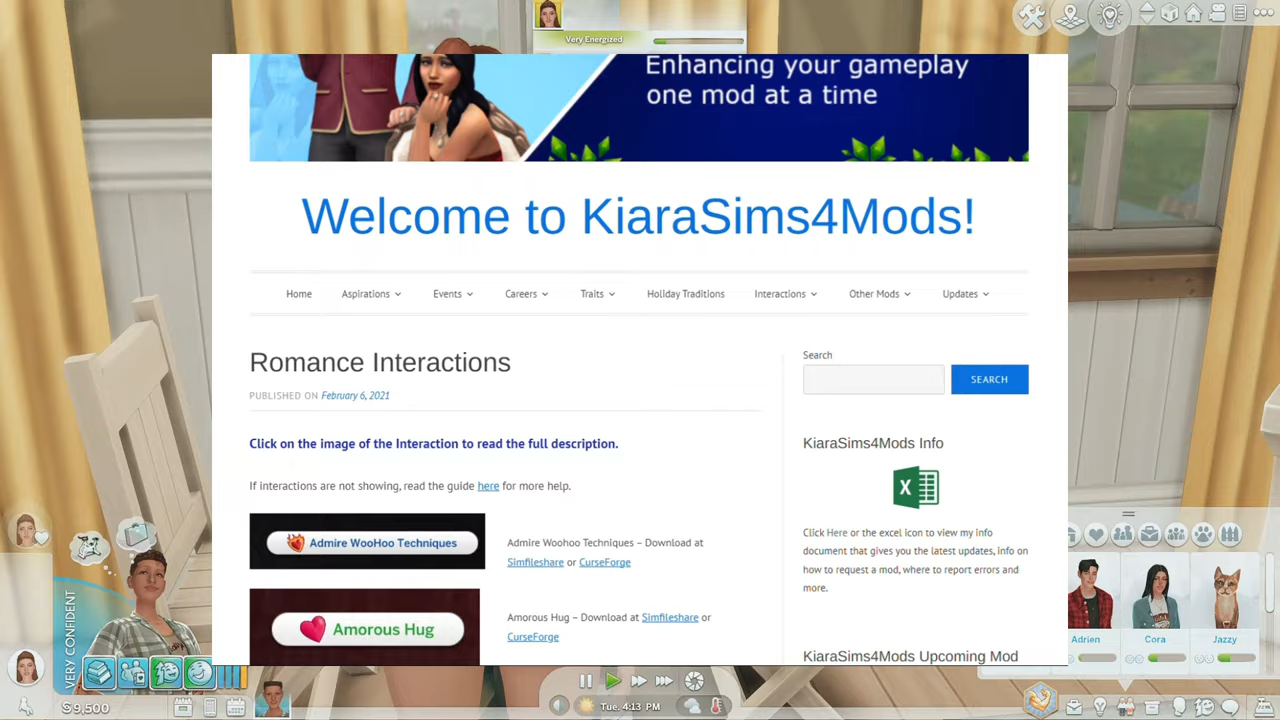 Very Energized
Enhancing your gameplay
one mod at a time
Welcome to KiaraSims4Mods!
Home Aspirations Events Careers Traits Holiday Traditions Interactions Other Mods Updates
Romance Interactions
PUBLISHED ON February 6, 2021
Click on the image of the Interaction to read the full description.
If interactions are not showing, read the guide here for more help.
Admire WooHoo Techniques
Admire Woohoo Techniques – Download at
Simfileshare or CurseForge
Amorous Hug
Amorous Hug – Download at Simfileshare or
CurseForge
Search
SEARCH
KiaraSims4Mods Info
X
Click Here or the excel icon to view my info
document that gives you the latest updates, info on
how to request a mod, where to report errors and
more.
KiaraSims4Mods Upcoming Mod
Adrien Cora Jazzy
VERY CONFIDENT
§9,500
Tue. 4:13 PM